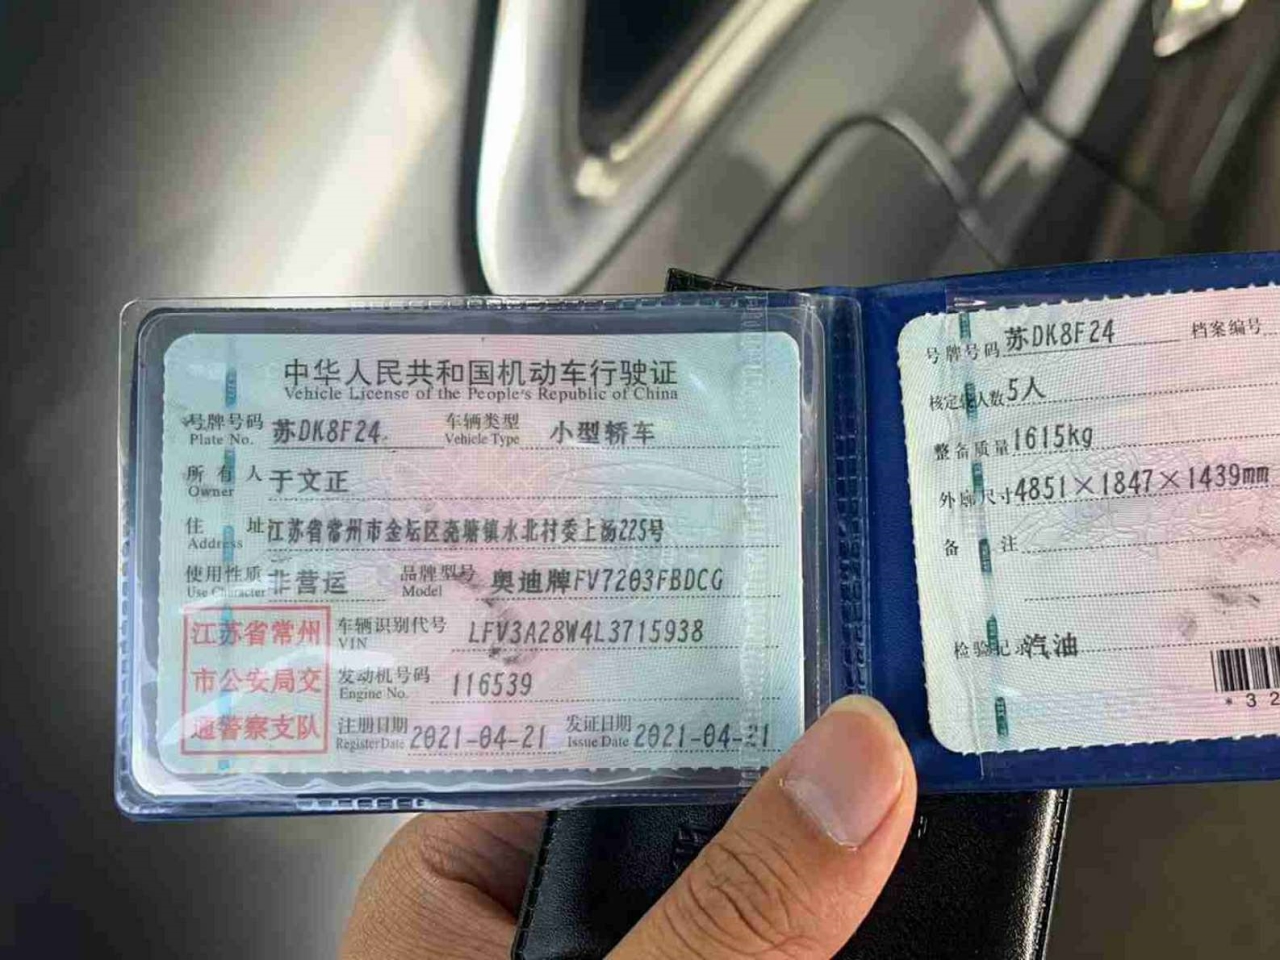 中华人民共和国机动车行驶证
Vehicle License of the People's Republic of China
号牌号码 苏DK8F24 车辆类型 小型轿车
Plate No. Vehicle Type
所有人 于文正
Owner
住址 江苏省常州市金坛区尧塘镇水北村委上汤225号
Address
使用性质 非营运 品牌型号 奥迪牌FV7203FBDCG
Use Character Model
车辆识别代号 LFV3A28W4L3715938
VIN
发动机号码 116539
Engine No.
注册日期 2021-04-21 发证日期 2021-04-21
Register Date Issue Date
江苏省常州
市公安局交
通警察支队
号牌号码 苏DK8F24 档案编号
核定载人数 5人
整备质量 1615kg
外廓尺寸 4851×1847×1439mm
备注
检验记录 汽油
*32